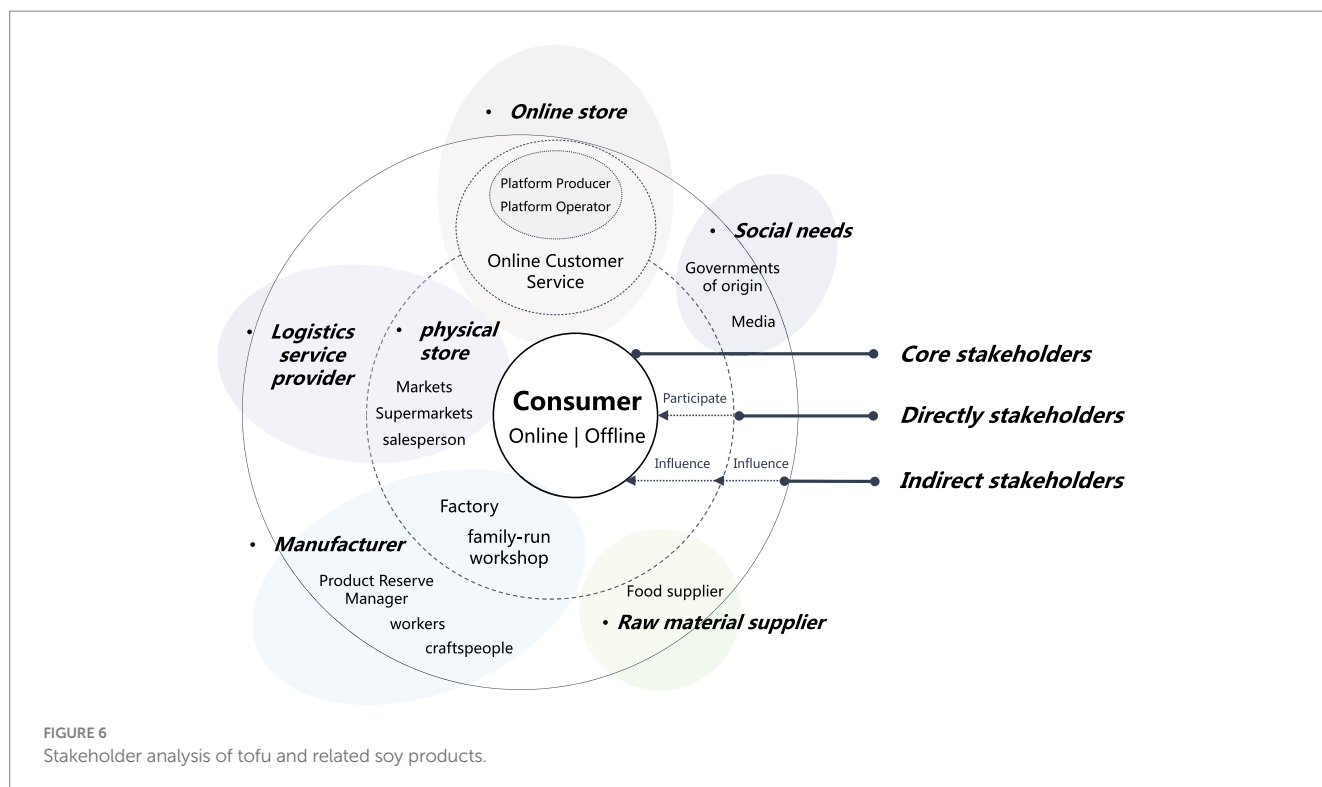 • Online store
Platform Producer
Platform Operator
Online Customer
Service
• Social needs
Governments
of origin
Media
• Logistics
service
provider
• physical
store
Markets
Supermarkets
salesperson
Consumer
Online | Offline
Core stakeholders
Participate
Directly stakeholders
Influence
Influence
Indirect stakeholders
Factory
family-run
workshop
• Manufacturer
Product Reserve
Manager
workers
craftspeople
Food supplier
• Raw material supplier
FIGURE 6
Stakeholder analysis of tofu and related soy products.